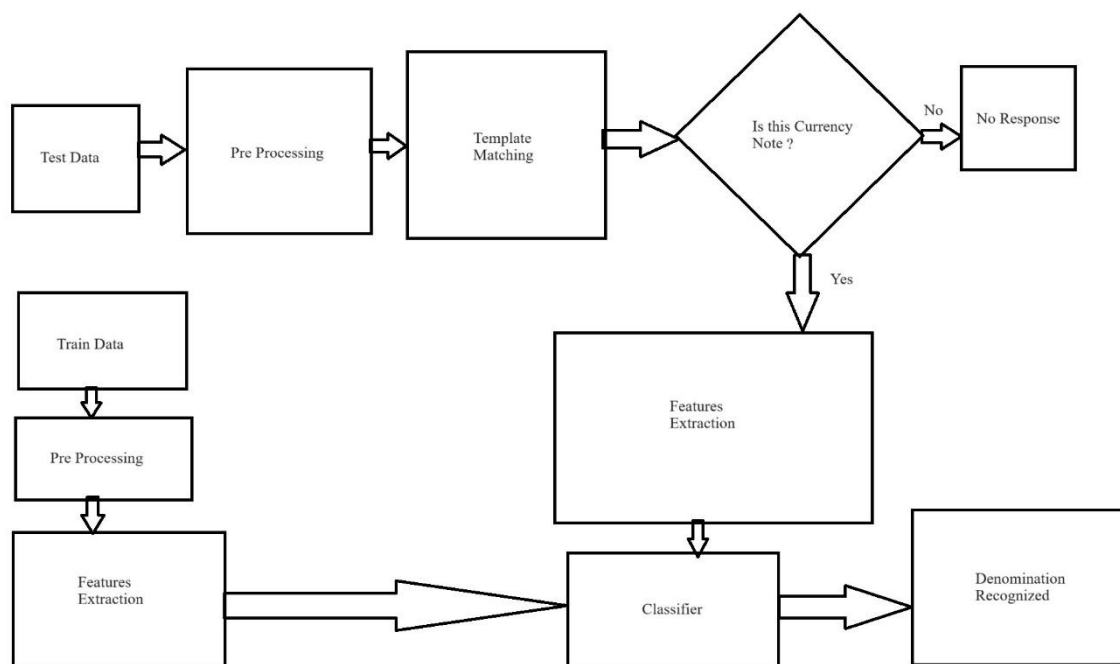 Test Data
Pre Processing
Template
Matching
Is this Currency
Note ?
No
No Response
Yes
Train Data
Pre Processing
Features
Extraction
Features
Extraction
Classifier
Denomination
Recognized